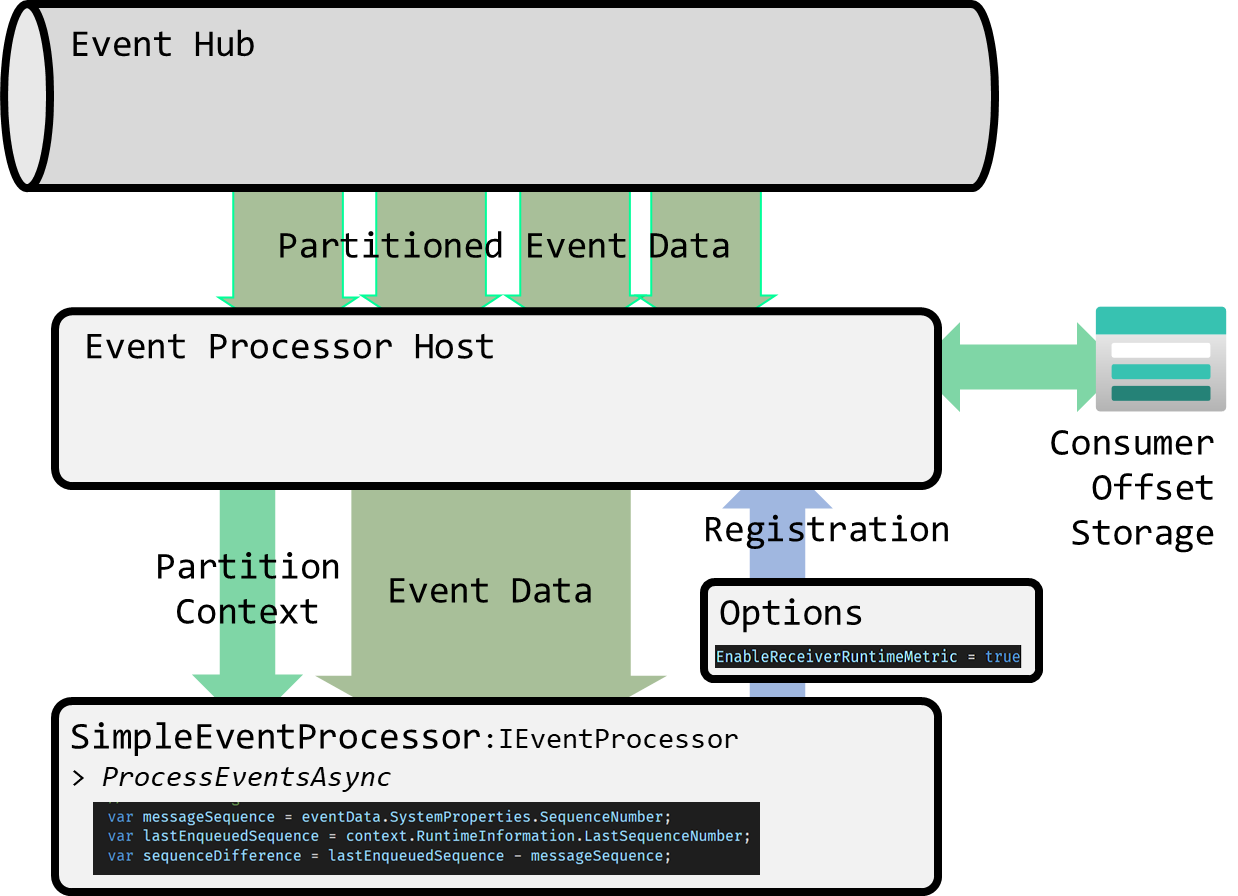 Event Hub
Partitioned Event Data
Event Processor Host
Consumer
Offset
Storage
Partition
Context
Event Data
Registration
Options
EnableReceiverRuntimeMetric = true
SimpleEventProcessor:IEventProcessor
> ProcessEventsAsync
var messageSequence = eventData.SystemProperties.SequenceNumber;
var lastEnqueuedSequence = context.RuntimeInformation.LastSequenceNumber;
var sequenceDifference = lastEnqueuedSequence - messageSequence;